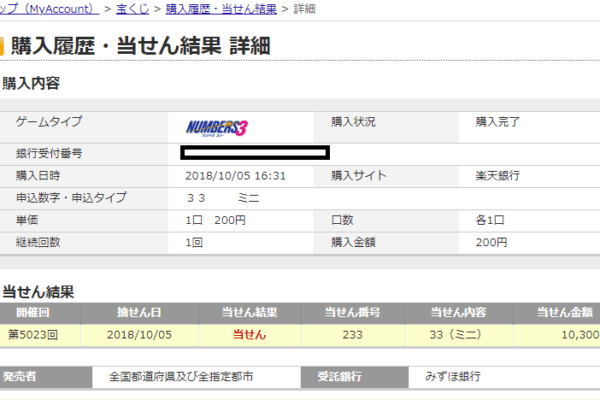 ップ（MyAccount） > 宝くじ > 購入履歴・当せん結果 > 詳細
購入履歴・当せん結果 詳細
購入内容
ゲームタイプ NUMBERS3 購入状況 購入完了
銀行受付番号
購入日時 2018/10/05 16:31 購入サイト 楽天銀行
申込数字・申込タイプ ３３ ミニ
単価 1口 200円 口数 各1口
継続回数 1回 購入金額 200円
当せん結果
開催回 抽せん日 当せん結果 当せん番号 当せん内容 当せん金額
第5023回 2018/10/05 当せん 233 33（ミニ） 10,300
発売者 全国都道府県及び全指定都市 受託銀行 みずほ銀行